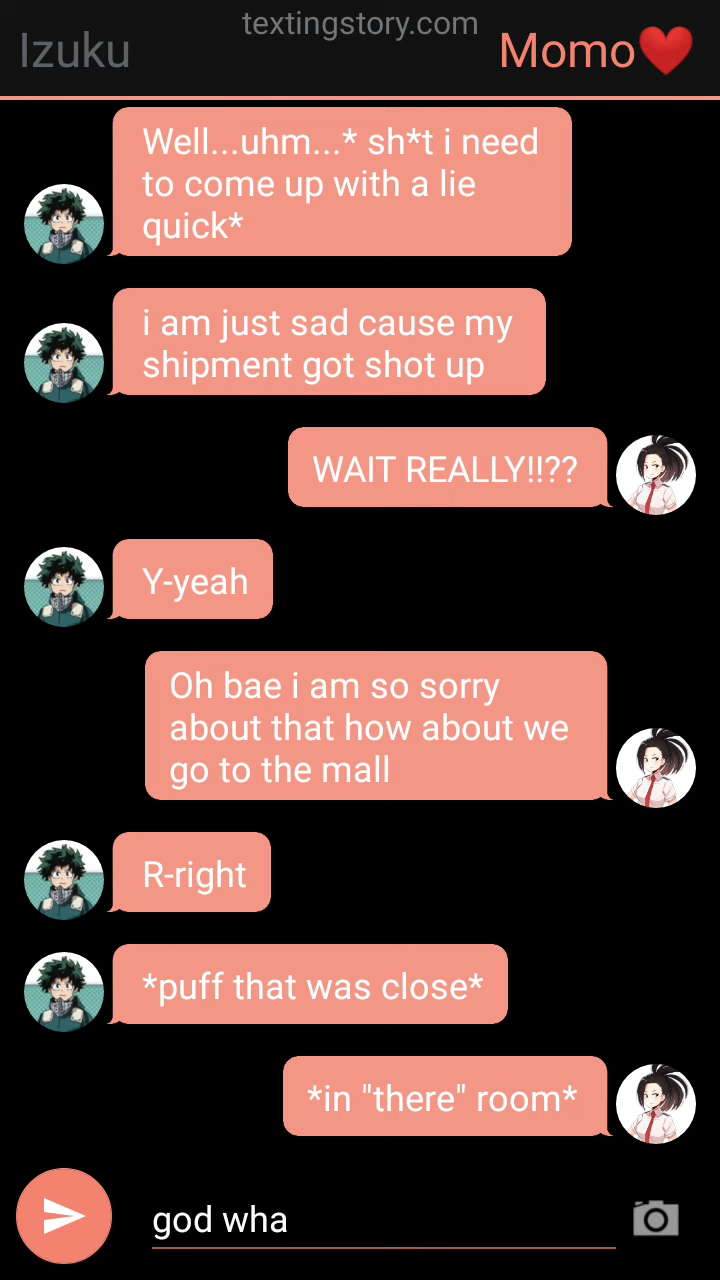 textingstory.com
Izuku
Momo❤
Well...uhm...* sh*t i need
to come up with a lie
quick*
i am just sad cause my
shipment got shot up
WAIT REALLY!!??
Y-yeah
Oh bae i am so sorry
about that how about we
go to the mall
R-right
*puff that was close*
*in "there" room*
god wha